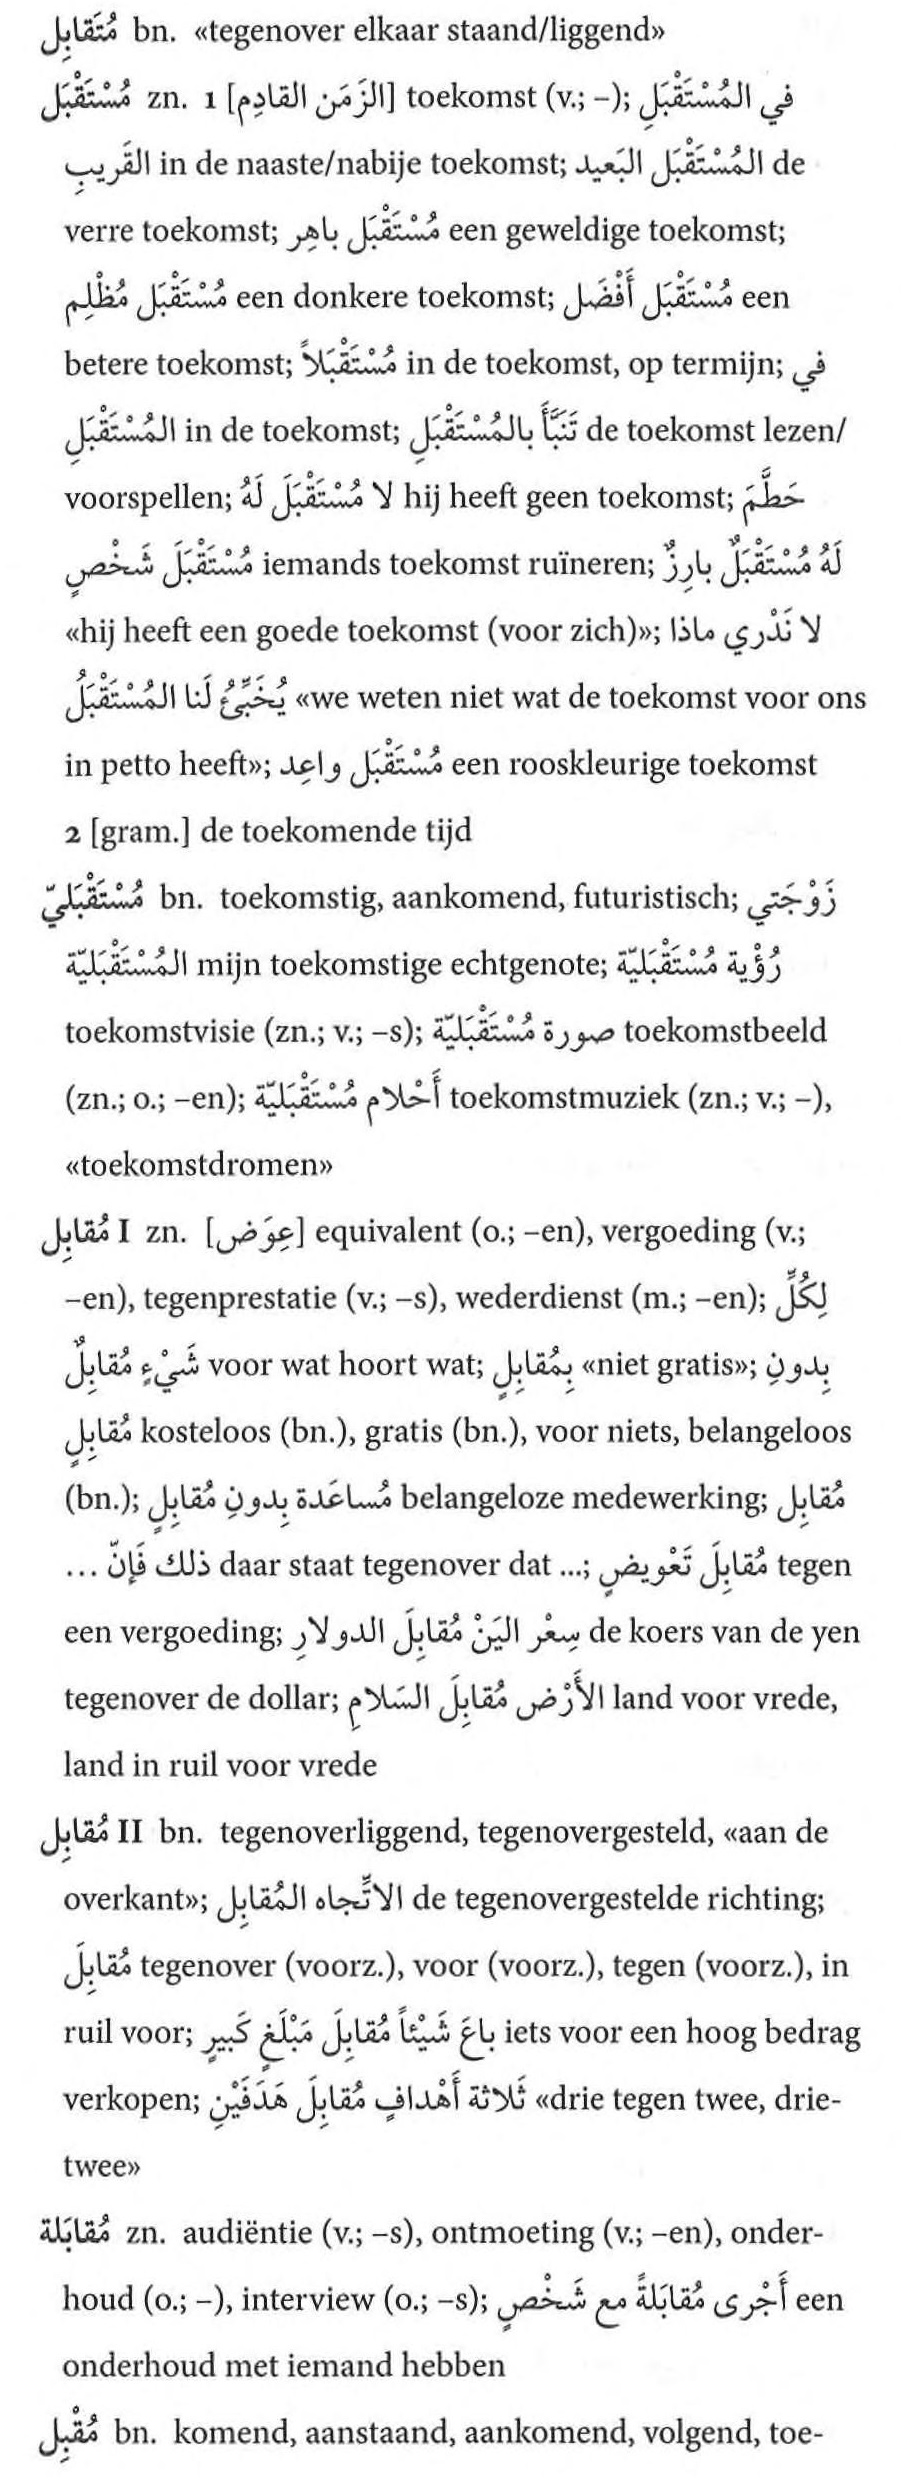 مُتَقابِل bn. «tegenover elkaar staand/liggend»
مُسْتَقْبَل zn. 1 [الزَمَن القادِم] toekomst (v.; –); في المُسْتَقْبَلِ
القَريبِ in de naaste/nabije toekomst; المُسْتَقْبَل البَعيد de
verre toekomst; مُسْتَقْبَل باهِر een geweldige toekomst;
مُسْتَقْبَل مُظْلِم een donkere toekomst; مُسْتَقْبَل أَفْضَل een
betere toekomst; مُسْتَقْبَلاً in de toekomst, op termijn; في
المُسْتَقْبَلِ in de toekomst; تَنَبَّأَ بالمُسْتَقْبَلِ de toekomst lezen/
voorspellen; لا مُسْتَقْبَلَ لَهُ hij heeft geen toekomst; حَطَّمَ
مُسْتَقْبَلَ شَخْصٍ iemands toekomst ruïneren; لَهُ مُسْتَقْبَلٌ بارِزٌ
«hij heeft een goede toekomst (voor zich)»; لا نَدْري ماذا
يُخَبِّئُ لَنا المُسْتَقْبَلُ «we weten niet wat de toekomst voor ons
in petto heeft»; مُسْتَقْبَل واعِد een rooskleurige toekomst
2 [gram.] de toekomende tijd
مُسْتَقْبَليّ bn. toekomstig, aankomend, futuristisch; زَوْجَتي
المُسْتَقْبَليّة mijn toekomstige echtgenote; رُؤْية مُسْتَقْبَليّة
toekomstvisie (zn.; v.; –s); صورة مُسْتَقْبَليّة toekomstbeeld
(zn.; o.; –en); أَحْلام مُسْتَقْبَليّة toekomstmuziek (zn.; v.; –),
«toekomstdromen»
مُقابِل I zn. [عِوَض] equivalent (o.; –en), vergoeding (v.;
–en), tegenprestatie (v.; –s), wederdienst (m.; –en); لِكُلِّ
شَيْءٍ مُقابِلٌ voor wat hoort wat; بِمُقابِلٍ «niet gratis»; بِدونِ
مُقابِلٍ kosteloos (bn.), gratis (bn.), voor niets, belangeloos
(bn.); مُساعَدة بِدونِ مُقابِلٍ belangeloze medewerking; مُقابِل
ذلك فَإنّ ... daar staat tegenover dat ...; مُقابِلَ تَعْويضٍ tegen
een vergoeding; سِعْر اليَنْ مُقابِلَ الدولارِ de koers van de yen
tegenover de dollar; الأَرْض مُقابِلَ السَلامِ land voor vrede,
land in ruil voor vrede
مُقابِل II bn. tegenoverliggend, tegenovergesteld, «aan de
overkant»; الاتِّجاه المُقابِل de tegenovergestelde richting;
مُقابِلَ tegenover (voorz.), voor (voorz.), tegen (voorz.), in
ruil voor; باعَ شَيْئاً مُقابِلَ مَبْلَغٍ كَبيرٍ iets voor een hoog bedrag
verkopen; ثَلاثة أَهْدافٍ مُقابِلَ هَدَفَيْنِ «drie tegen twee, drie-
twee»
مُقابَلة zn. audiëntie (v.; –s), ontmoeting (v.; –en), onder-
houd (o.; –), interview (o.; –s); أَجْرى مُقابَلةً مع شَخْصٍ een
onderhoud met iemand hebben
مُقْبِل bn. komend, aanstaand, aankomend, volgend, toe-